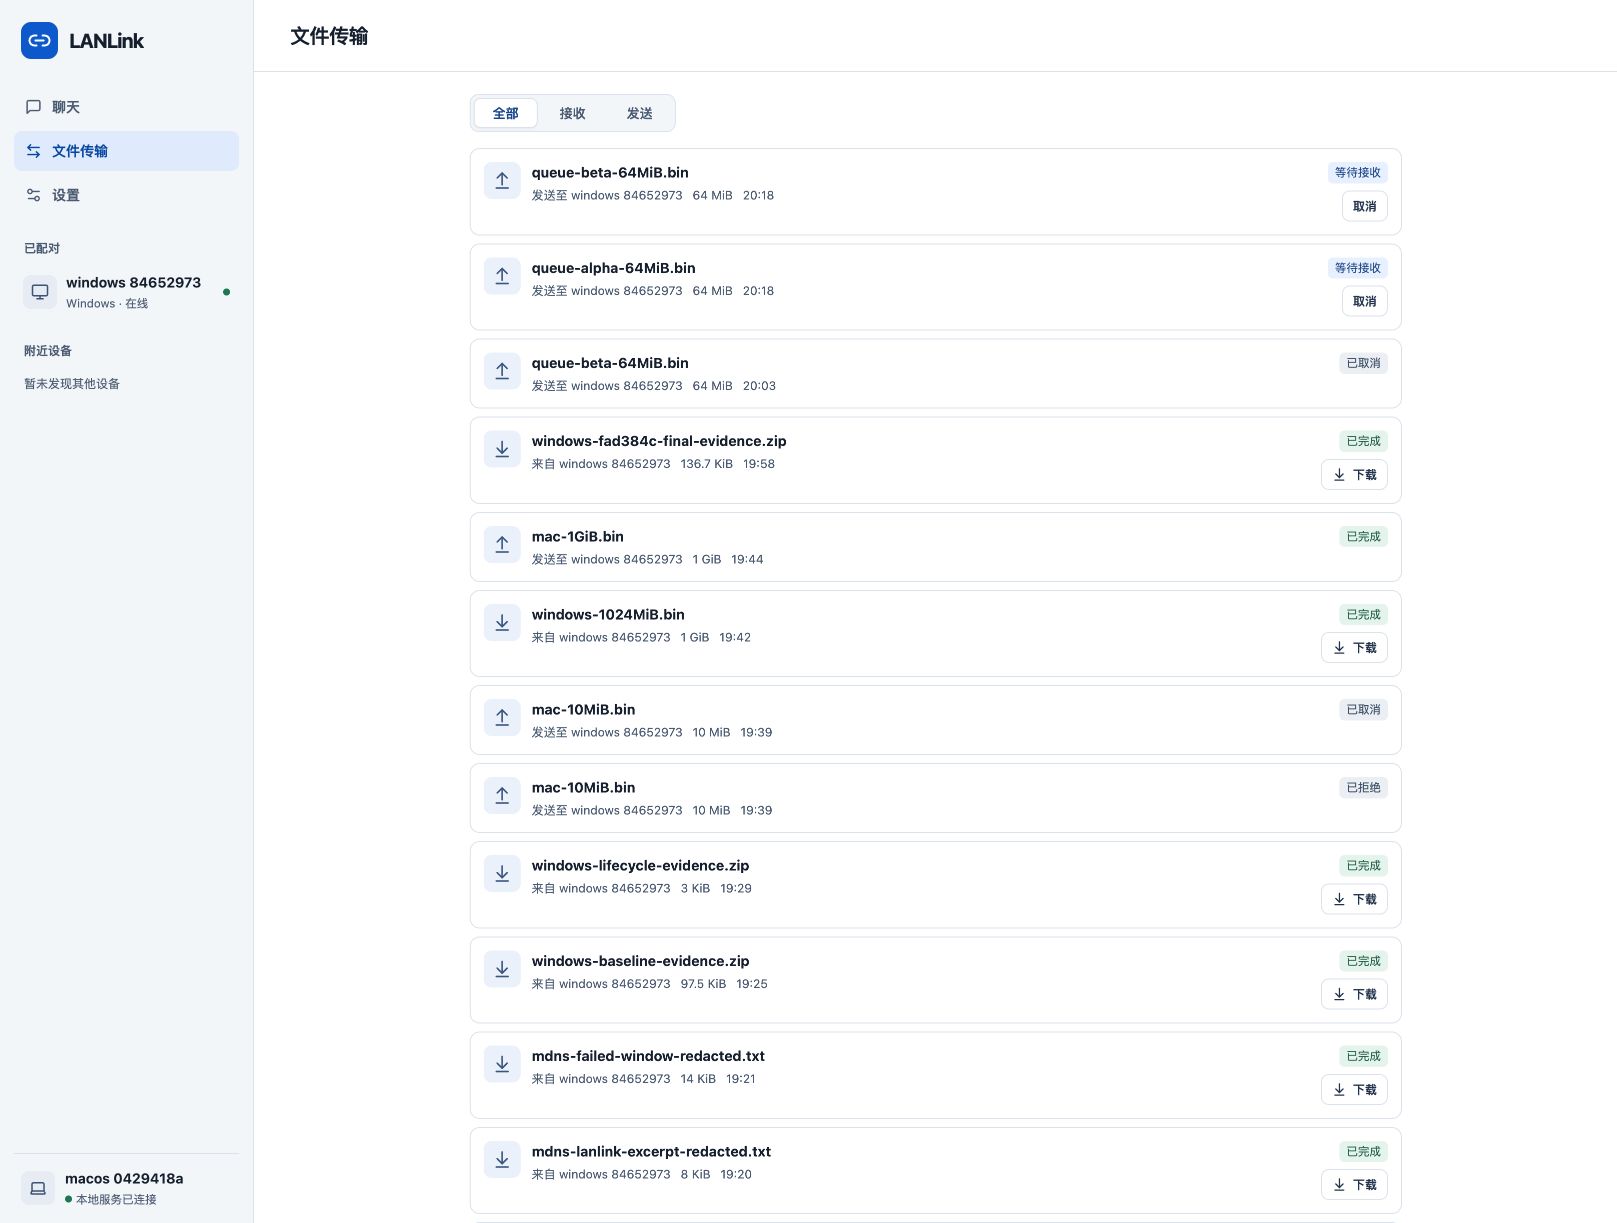 LANLink
聊天
文件传输
设置
已配对
windows 84652973
Windows · 在线
附近设备
暂未发现其他设备
macos 0429418a
本地服务已连接
文件传输
全部 接收 发送
queue-beta-64MiB.bin 等待接收
发送至 windows 84652973 64 MiB 20:18
取消
queue-alpha-64MiB.bin 等待接收
发送至 windows 84652973 64 MiB 20:18
取消
queue-beta-64MiB.bin 已取消
发送至 windows 84652973 64 MiB 20:03
windows-fad384c-final-evidence.zip 已完成
来自 windows 84652973 136.7 KiB 19:58
下载
mac-1GiB.bin 已完成
发送至 windows 84652973 1 GiB 19:44
windows-1024MiB.bin 已完成
来自 windows 84652973 1 GiB 19:42
下载
mac-10MiB.bin 已取消
发送至 windows 84652973 10 MiB 19:39
mac-10MiB.bin 已拒绝
发送至 windows 84652973 10 MiB 19:39
windows-lifecycle-evidence.zip 已完成
来自 windows 84652973 3 KiB 19:29
下载
windows-baseline-evidence.zip 已完成
来自 windows 84652973 97.5 KiB 19:25
下载
mdns-failed-window-redacted.txt 已完成
来自 windows 84652973 14 KiB 19:21
下载
mdns-lanlink-excerpt-redacted.txt 已完成
来自 windows 84652973 8 KiB 19:20
下载